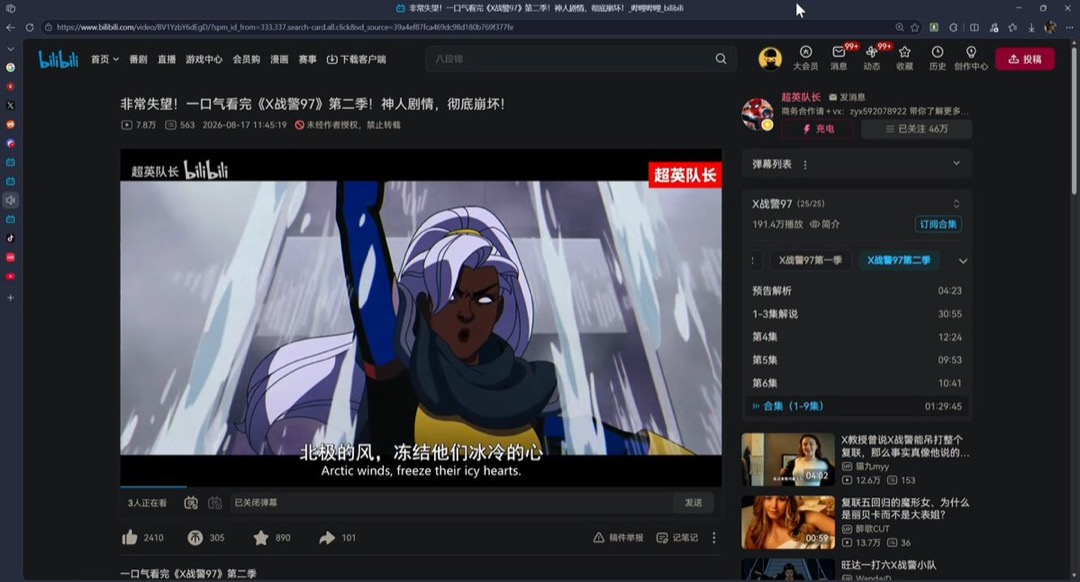 非常失望！一口气看完《X战警97》第二季！神人剧情，彻底崩坏！_哔哩哔哩_bilibili
https://www.bilibili.com/video/BV1YzbY6dEgD/?spm_id_from=333.337.search-card.all.click&vd_source=39a4ef87fca469dc98d180b769f377fe
bilibili 首页 番剧 直播 游戏中心 会员购 漫画 赛事 下载客户端
八段锦
大会员 消息 99+ 动态 99+ 收藏 历史 创作中心 投稿
非常失望！一口气看完《X战警97》第二季！神人剧情，彻底崩坏！
7.8万 563 2026-08-17 11:45:19 未经作者授权，禁止转载
超英队长 发消息
商务合作请+vx：zyx592078922 带你了解更多…
充电 已关注 46万
超英队长 bilibili
超英队长
北极的风，冻结他们冰冷的心
Arctic winds, freeze their icy hearts.
3人正在看 已关闭弹幕 发送
2410 305 890 101 稿件举报 记笔记
一口气看完《X战警97》第二季
弹幕列表
X战警97 (25/25)
191.4万播放 简介 订阅合集
X战警97第一季 X战警97第二季
预告解析 04:23
1-3集解说 30:55
第4集 12:24
第5集 09:53
第6集 10:41
合集（1-9集） 01:29:45
04:02
X教授曾说X战警能吊打整个
复联，那么事实真像他说的…
UP 猫九myy
12.6万 153
00:59
复联五回归的魔形女、为什么
是丽贝卡而不是大表姐？
UP 醉歌CUT
13.7万 36
旺达一打六X战警小队
UP WandaD